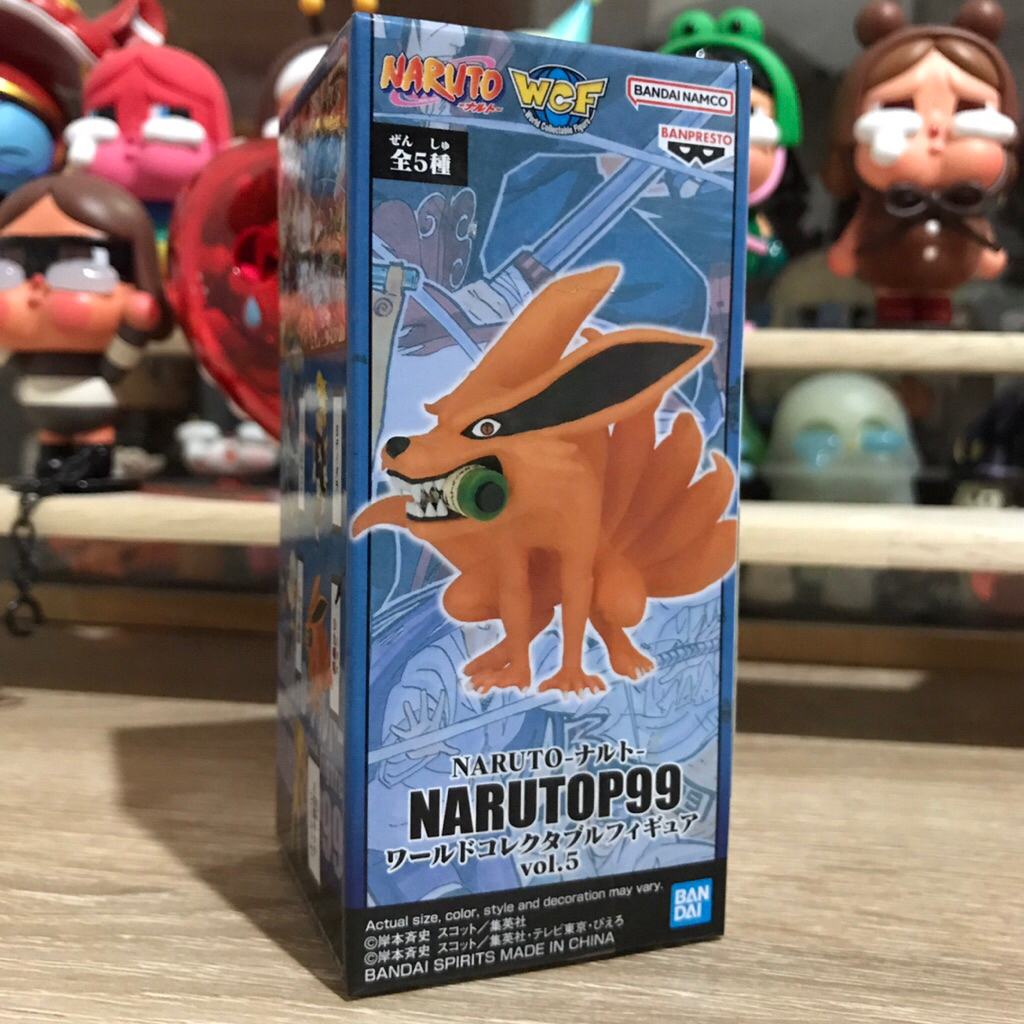 NARUTO
-ナルト-
WCF
World Collectable Figure
BANDAI NAMCO
BANPRESTO
ぜん しゅ
全5種
NARUTO-ナルト-
NARUTOP99
ワールドコレクタブルフィギュア
vol.5
Actual size, color, style and decoration may vary.
©岸本斉史 スコット／集英社
©岸本斉史 スコット／集英社・テレビ東京・ぴえろ
BANDAI SPIRITS MADE IN CHINA
BAN
DAI